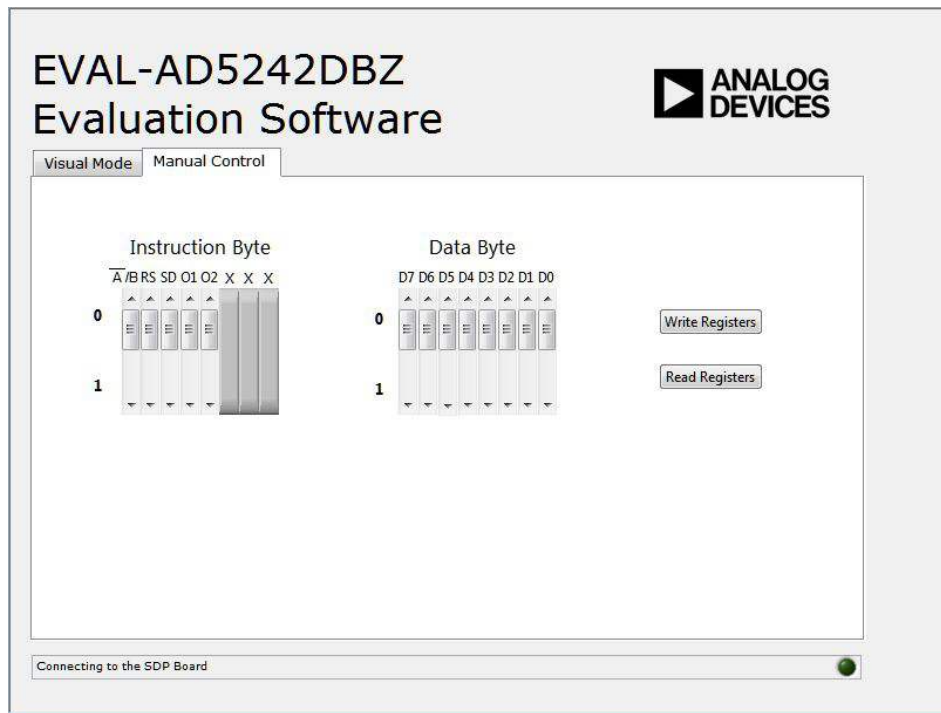 EVAL-AD5242DBZ
Evaluation Software
ANALOG
DEVICES
Visual Mode Manual Control
Instruction Byte Data Byte
A/B RS SD O1 O2 X X X D7 D6 D5 D4 D3 D2 D1 D0
0 0 Write Registers
1 1 Read Registers
Connecting to the SDP Board